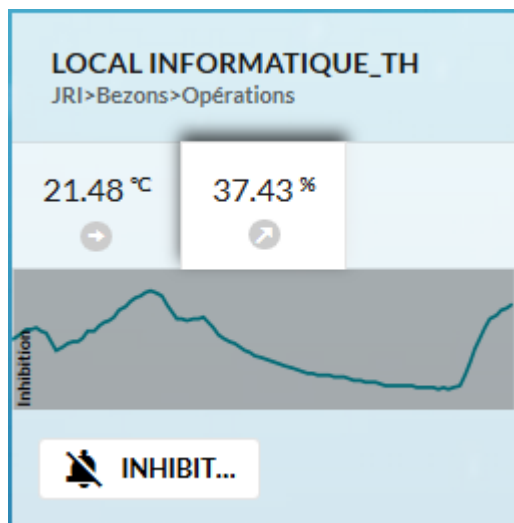 LOCAL INFORMATIQUE_TH
JRI>Bezons>Opérations
21.48 °C
37.43 %
Inhibition
INHIBIT...